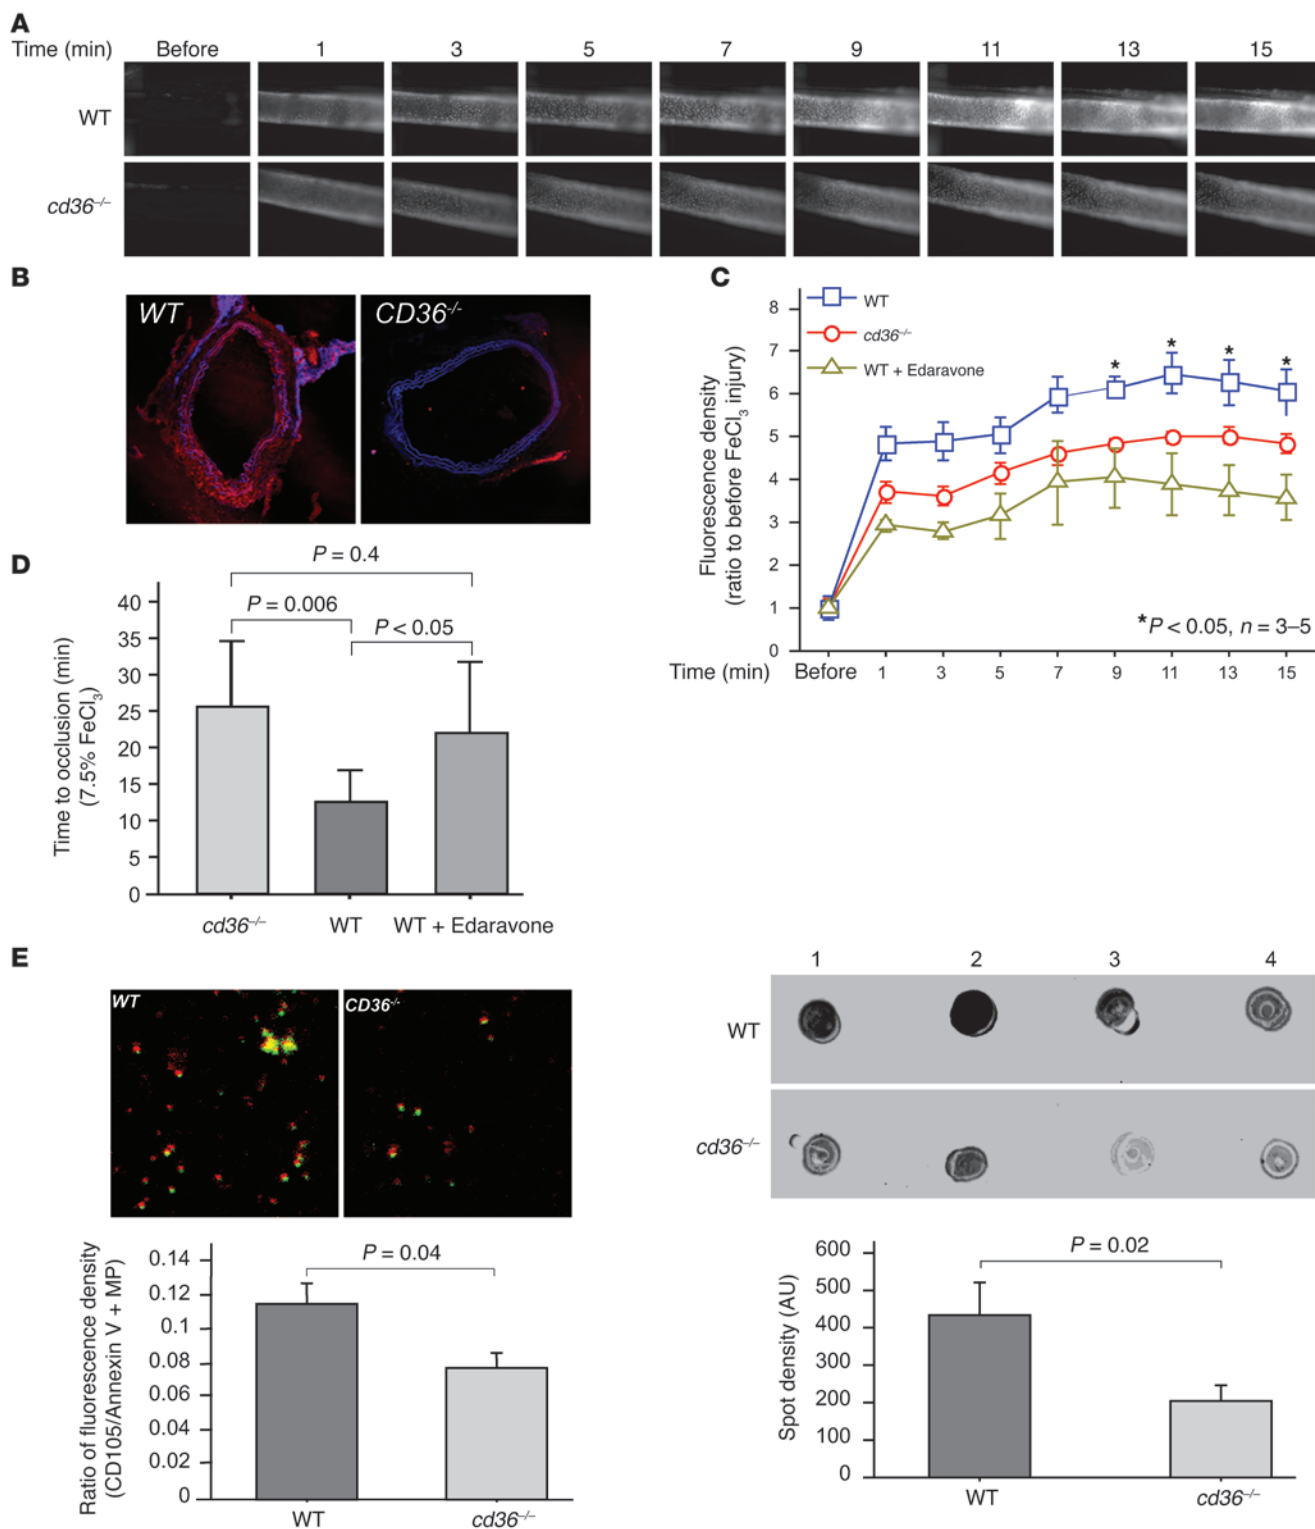 A
Time (min) Before 1 3 5 7 9 11 13 15
WT
cd36–/–
B
WT CD36-/-
C
Fluorescence density
(ratio to before FeCl3 injury)
8
7
6
5
4
3
2
1
0
WT
cd36–/–
WT + Edaravone
* * * *
*P < 0.05, n = 3–5
Time (min) Before 1 3 5 7 9 11 13 15
D
Time to occlusion (min)
(7.5% FeCl3)
40
35
30
25
20
15
10
5
0
P = 0.4
P = 0.006
P < 0.05
cd36–/– WT WT + Edaravone
E
WT CD36-/-
Ratio of fluorescence density
(CD105/Annexin V + MP)
0.14
0.12
0.1
0.08
0.06
0.04
0.02
0
P = 0.04
WT cd36–/–
1 2 3 4
WT
cd36–/–
Spot density (AU)
600
500
400
300
200
100
0
P = 0.02
WT cd36–/–